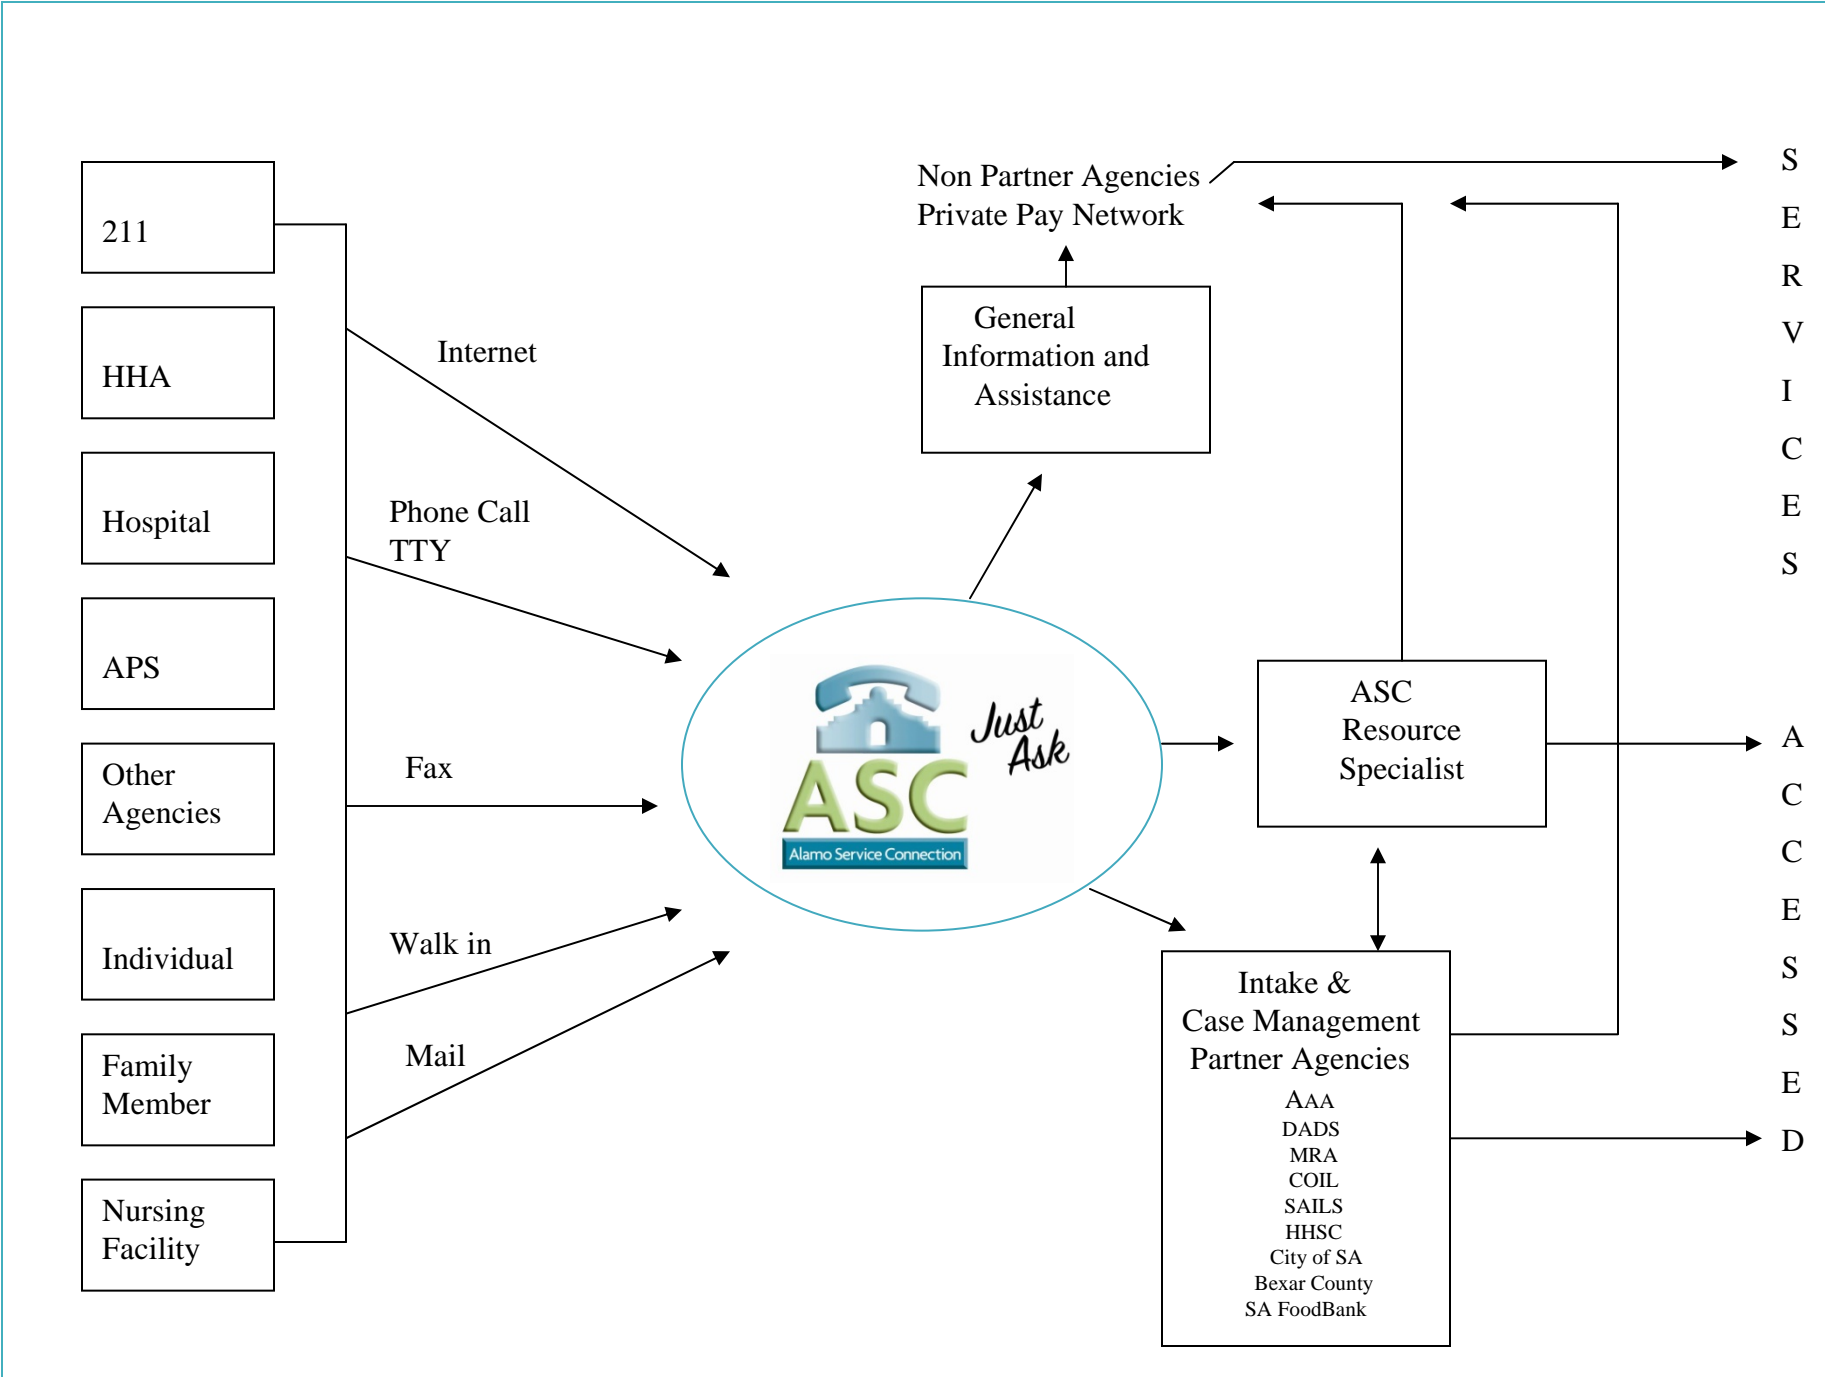 211
HHA
Hospital
APS
Other
Agencies
Individual
Family
Member
Nursing
Facility
Internet
Phone Call
TTY
Fax
Walk in
Mail
Just
Ask
ASC
Alamo Service Connection
Non Partner Agencies
Private Pay Network
General
Information and
Assistance
ASC
Resource
Specialist
Intake &
Case Management
Partner Agencies
AAA
DADS
MRA
COIL
SAILS
HHSC
City of SA
Bexar County
SA FoodBank
S
E
R
V
I
C
E
S
A
C
C
E
S
S
E
D